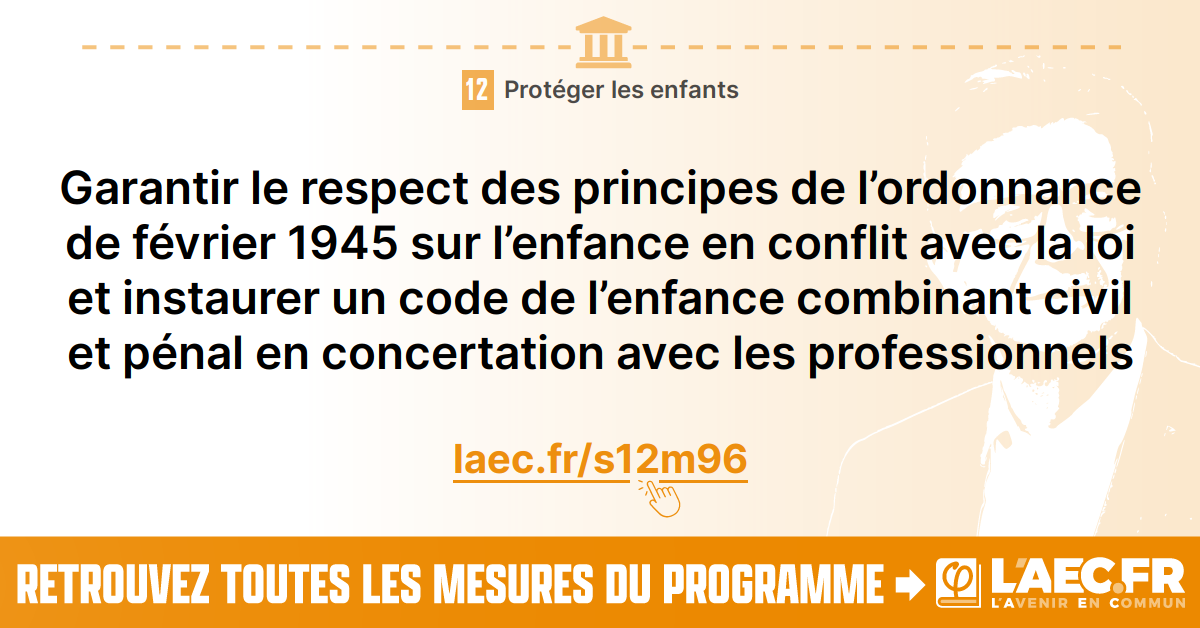 12 Protéger les enfants
Garantir le respect des principes de l’ordonnance
de février 1945 sur l’enfance en conflit avec la loi
et instaurer un code de l’enfance combinant civil
et pénal en concertation avec les professionnels
laec.fr/s12m96
RETROUVEZ TOUTES LES MESURES DU PROGRAMME
φ L'AEC.FR
L'AVENIR EN COMMUN